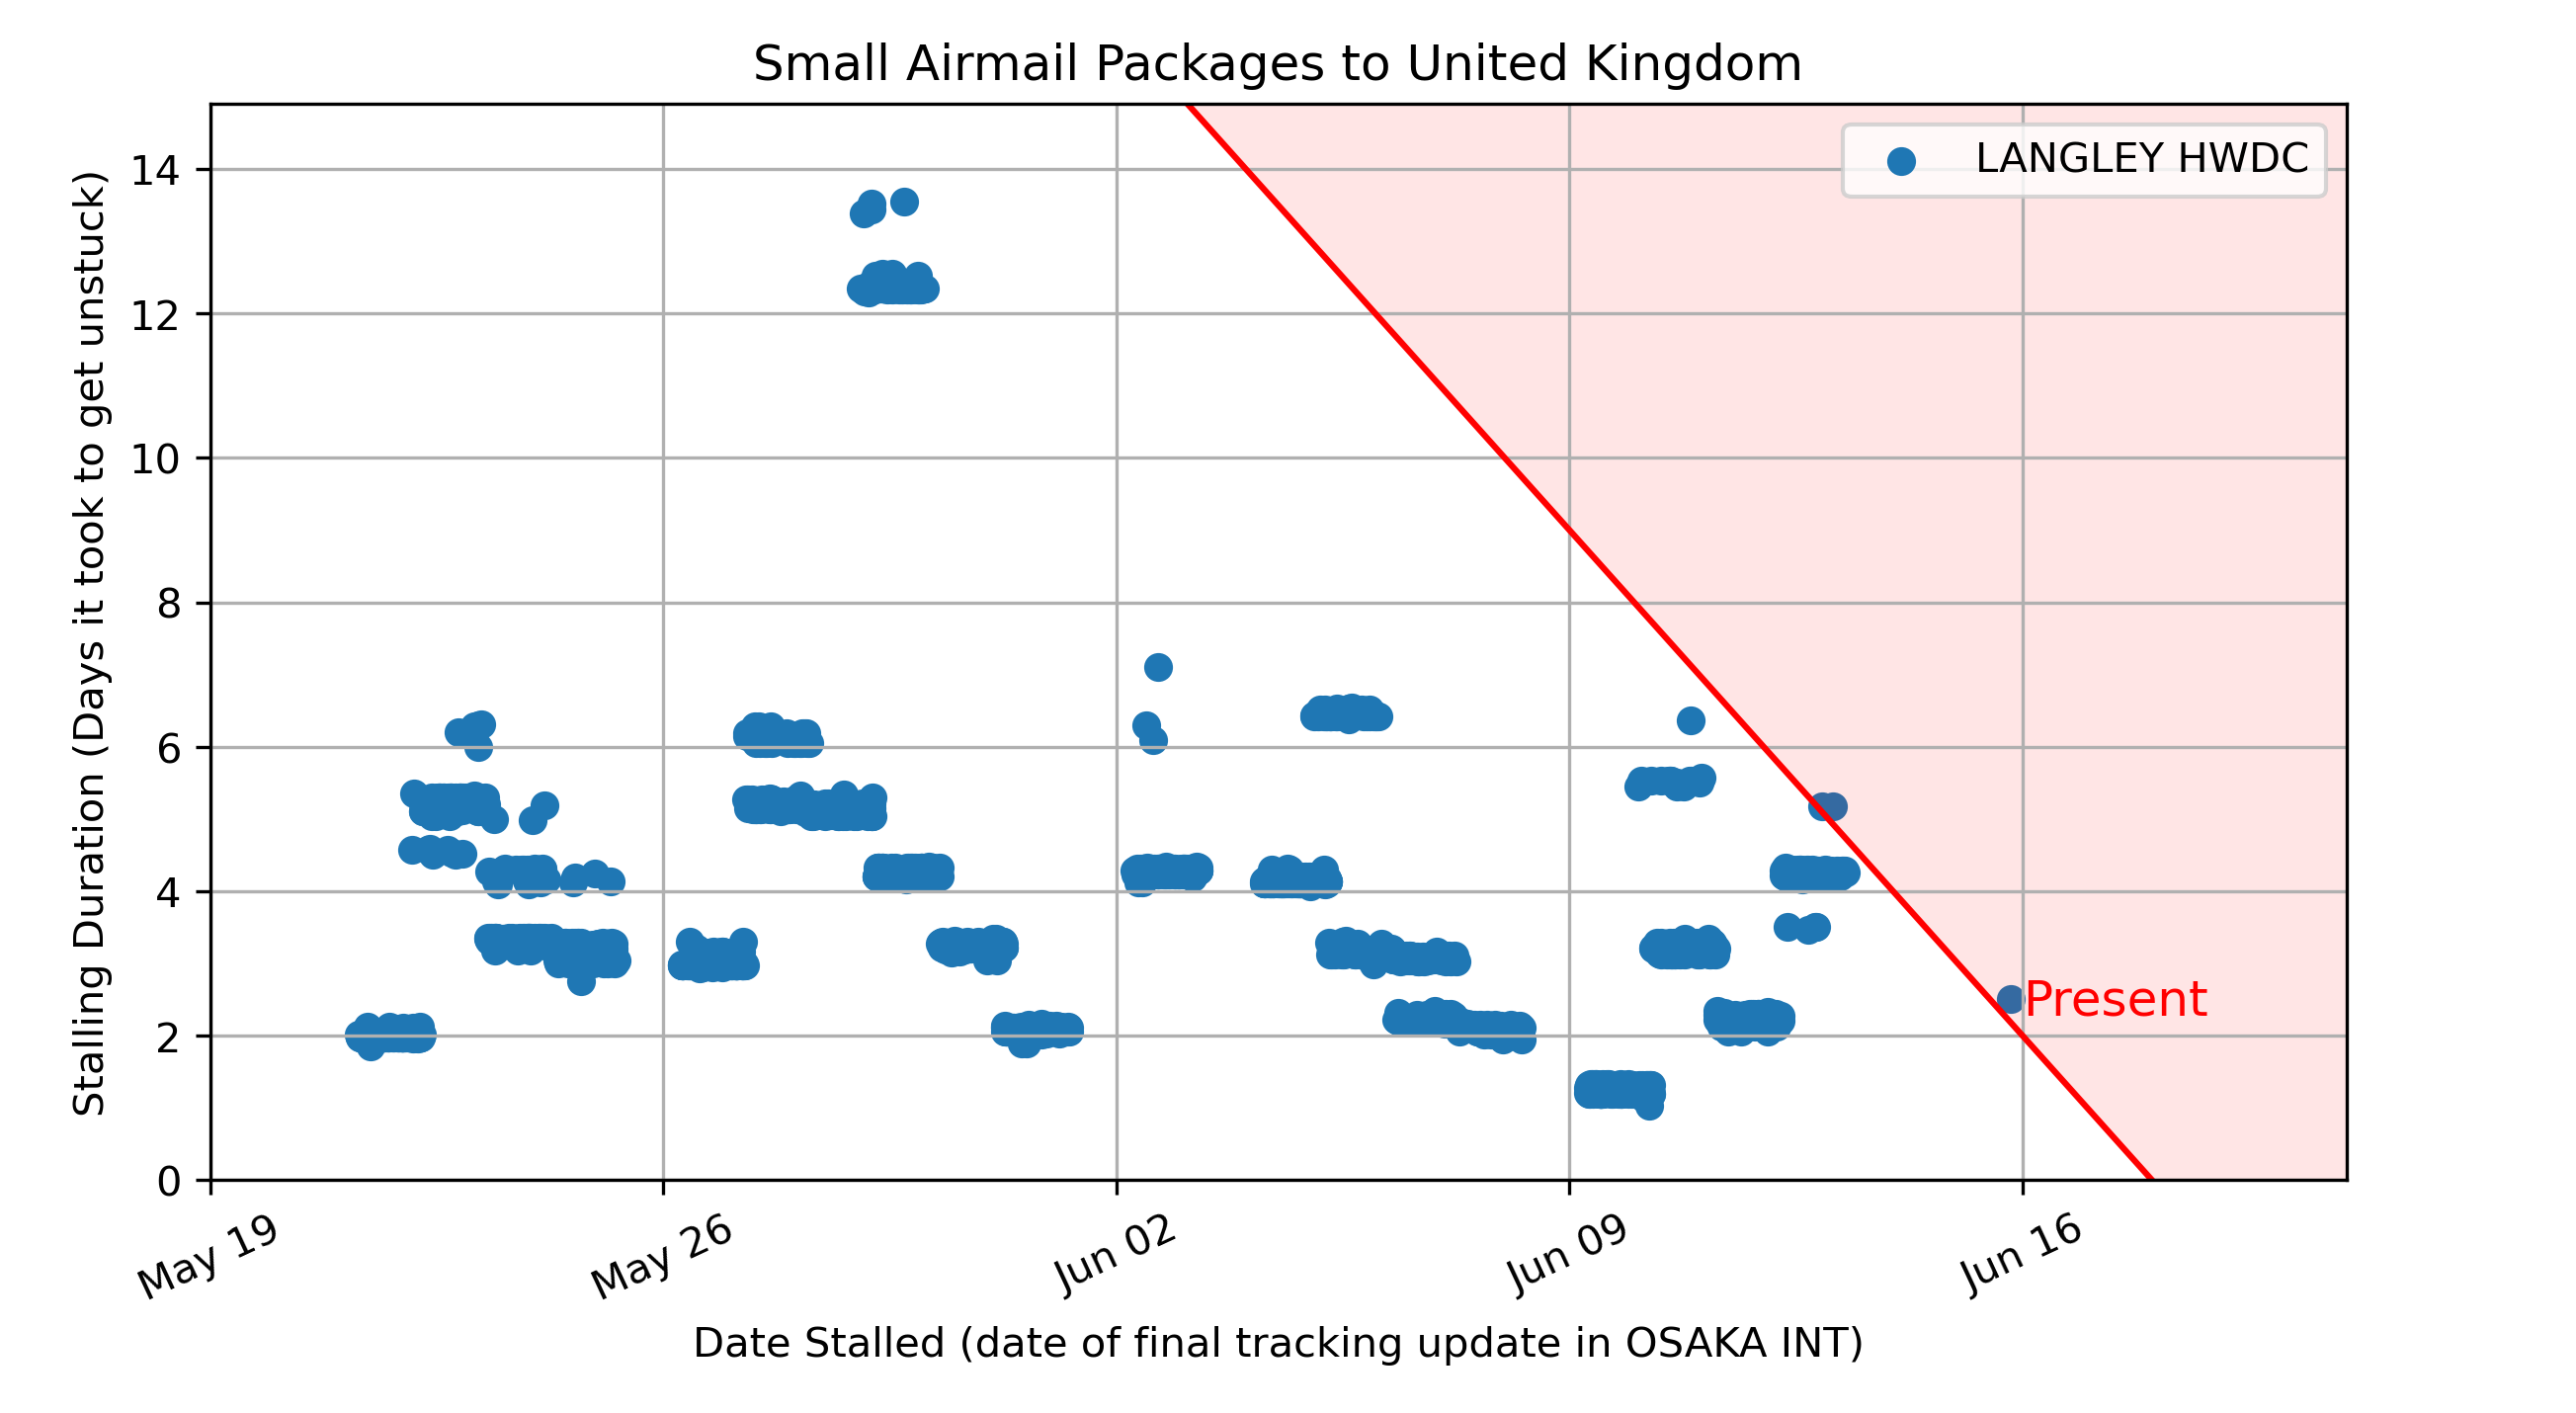 Small Airmail Packages to United Kingdom
LANGLEY HWDC
Stalling Duration (Days it took to get unstuck)
14
12
10
8
6
4
2
0
Present
May 19
May 26
Jun 02
Jun 09
Jun 16
Date Stalled (date of final tracking update in OSAKA INT)